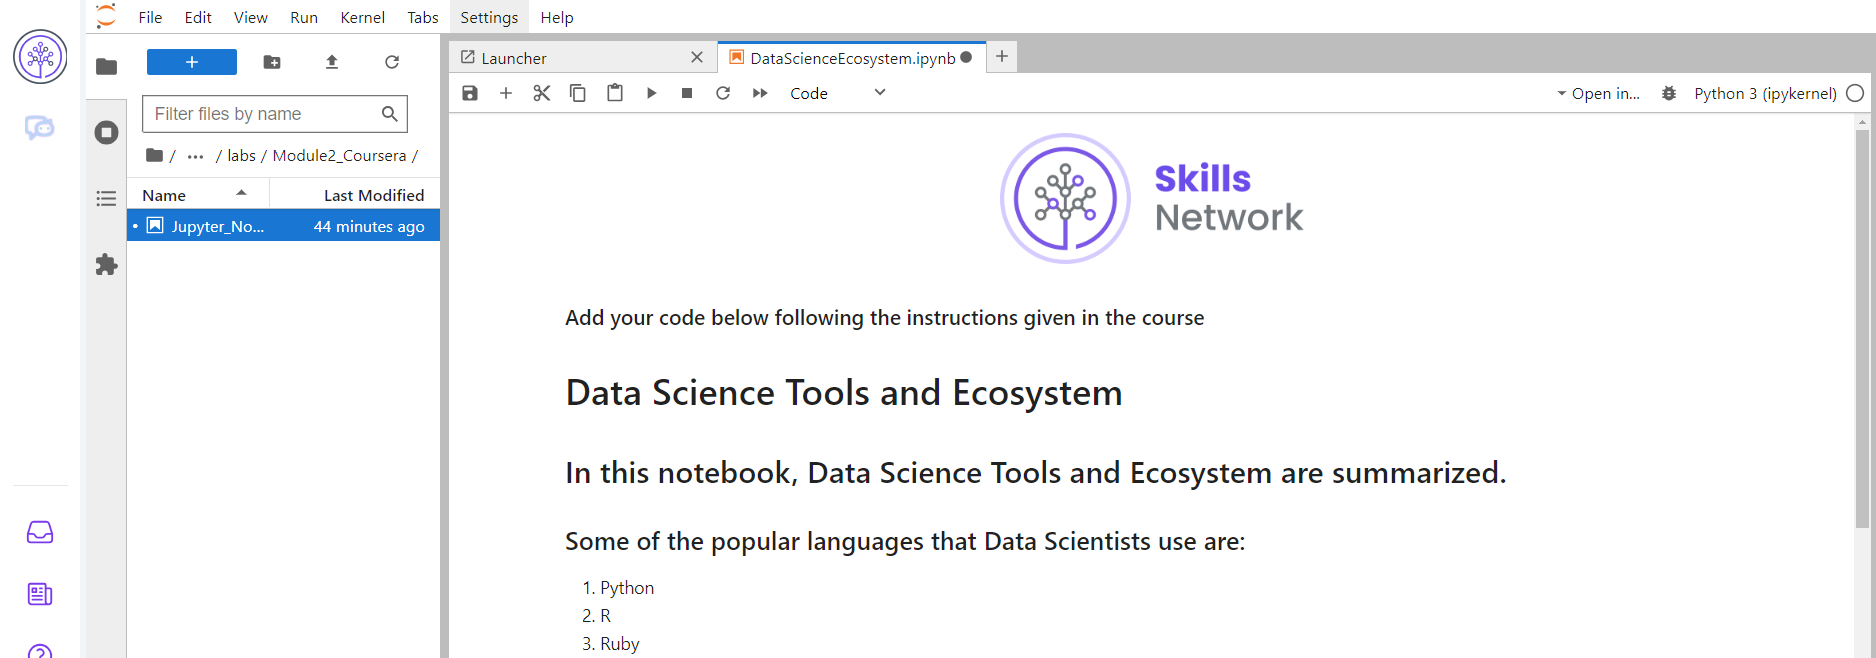 File Edit View Run Kernel Tabs Settings Help
Filter files by name
/ ... / labs / Module2_Coursera /
Name Last Modified
Jupyter_No... 44 minutes ago
Launcher
DataScienceEcosystem.ipynb
Code
Open in...
Python 3 (ipykernel)
Skills
Network
Add your code below following the instructions given in the course
Data Science Tools and Ecosystem
In this notebook, Data Science Tools and Ecosystem are summarized.
Some of the popular languages that Data Scientists use are:
1. Python
2. R
3. Ruby